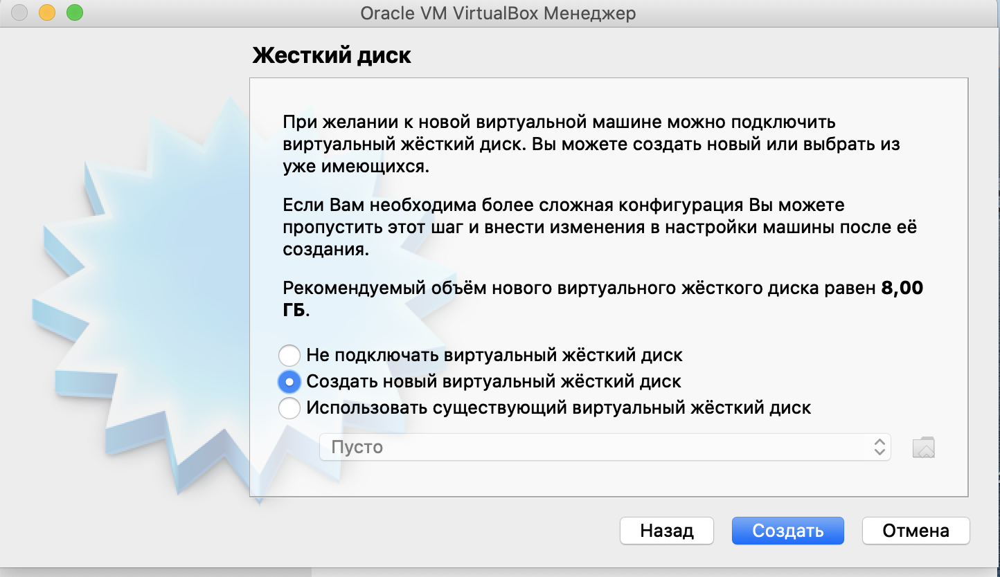 Oracle VM VirtualBox Менеджер
Жесткий диск
При желании к новой виртуальной машине можно подключить
виртуальный жёсткий диск. Вы можете создать новый или выбрать из
уже имеющихся.
Если Вам необходима более сложная конфигурация Вы можете
пропустить этот шаг и внести изменения в настройки машины после её
создания.
Рекомендуемый объём нового виртуального жёсткого диска равен 8,00
ГБ.
Не подключать виртуальный жёсткий диск
Создать новый виртуальный жёсткий диск
Использовать существующий виртуальный жёсткий диск
Пусто
Назад Создать Отмена